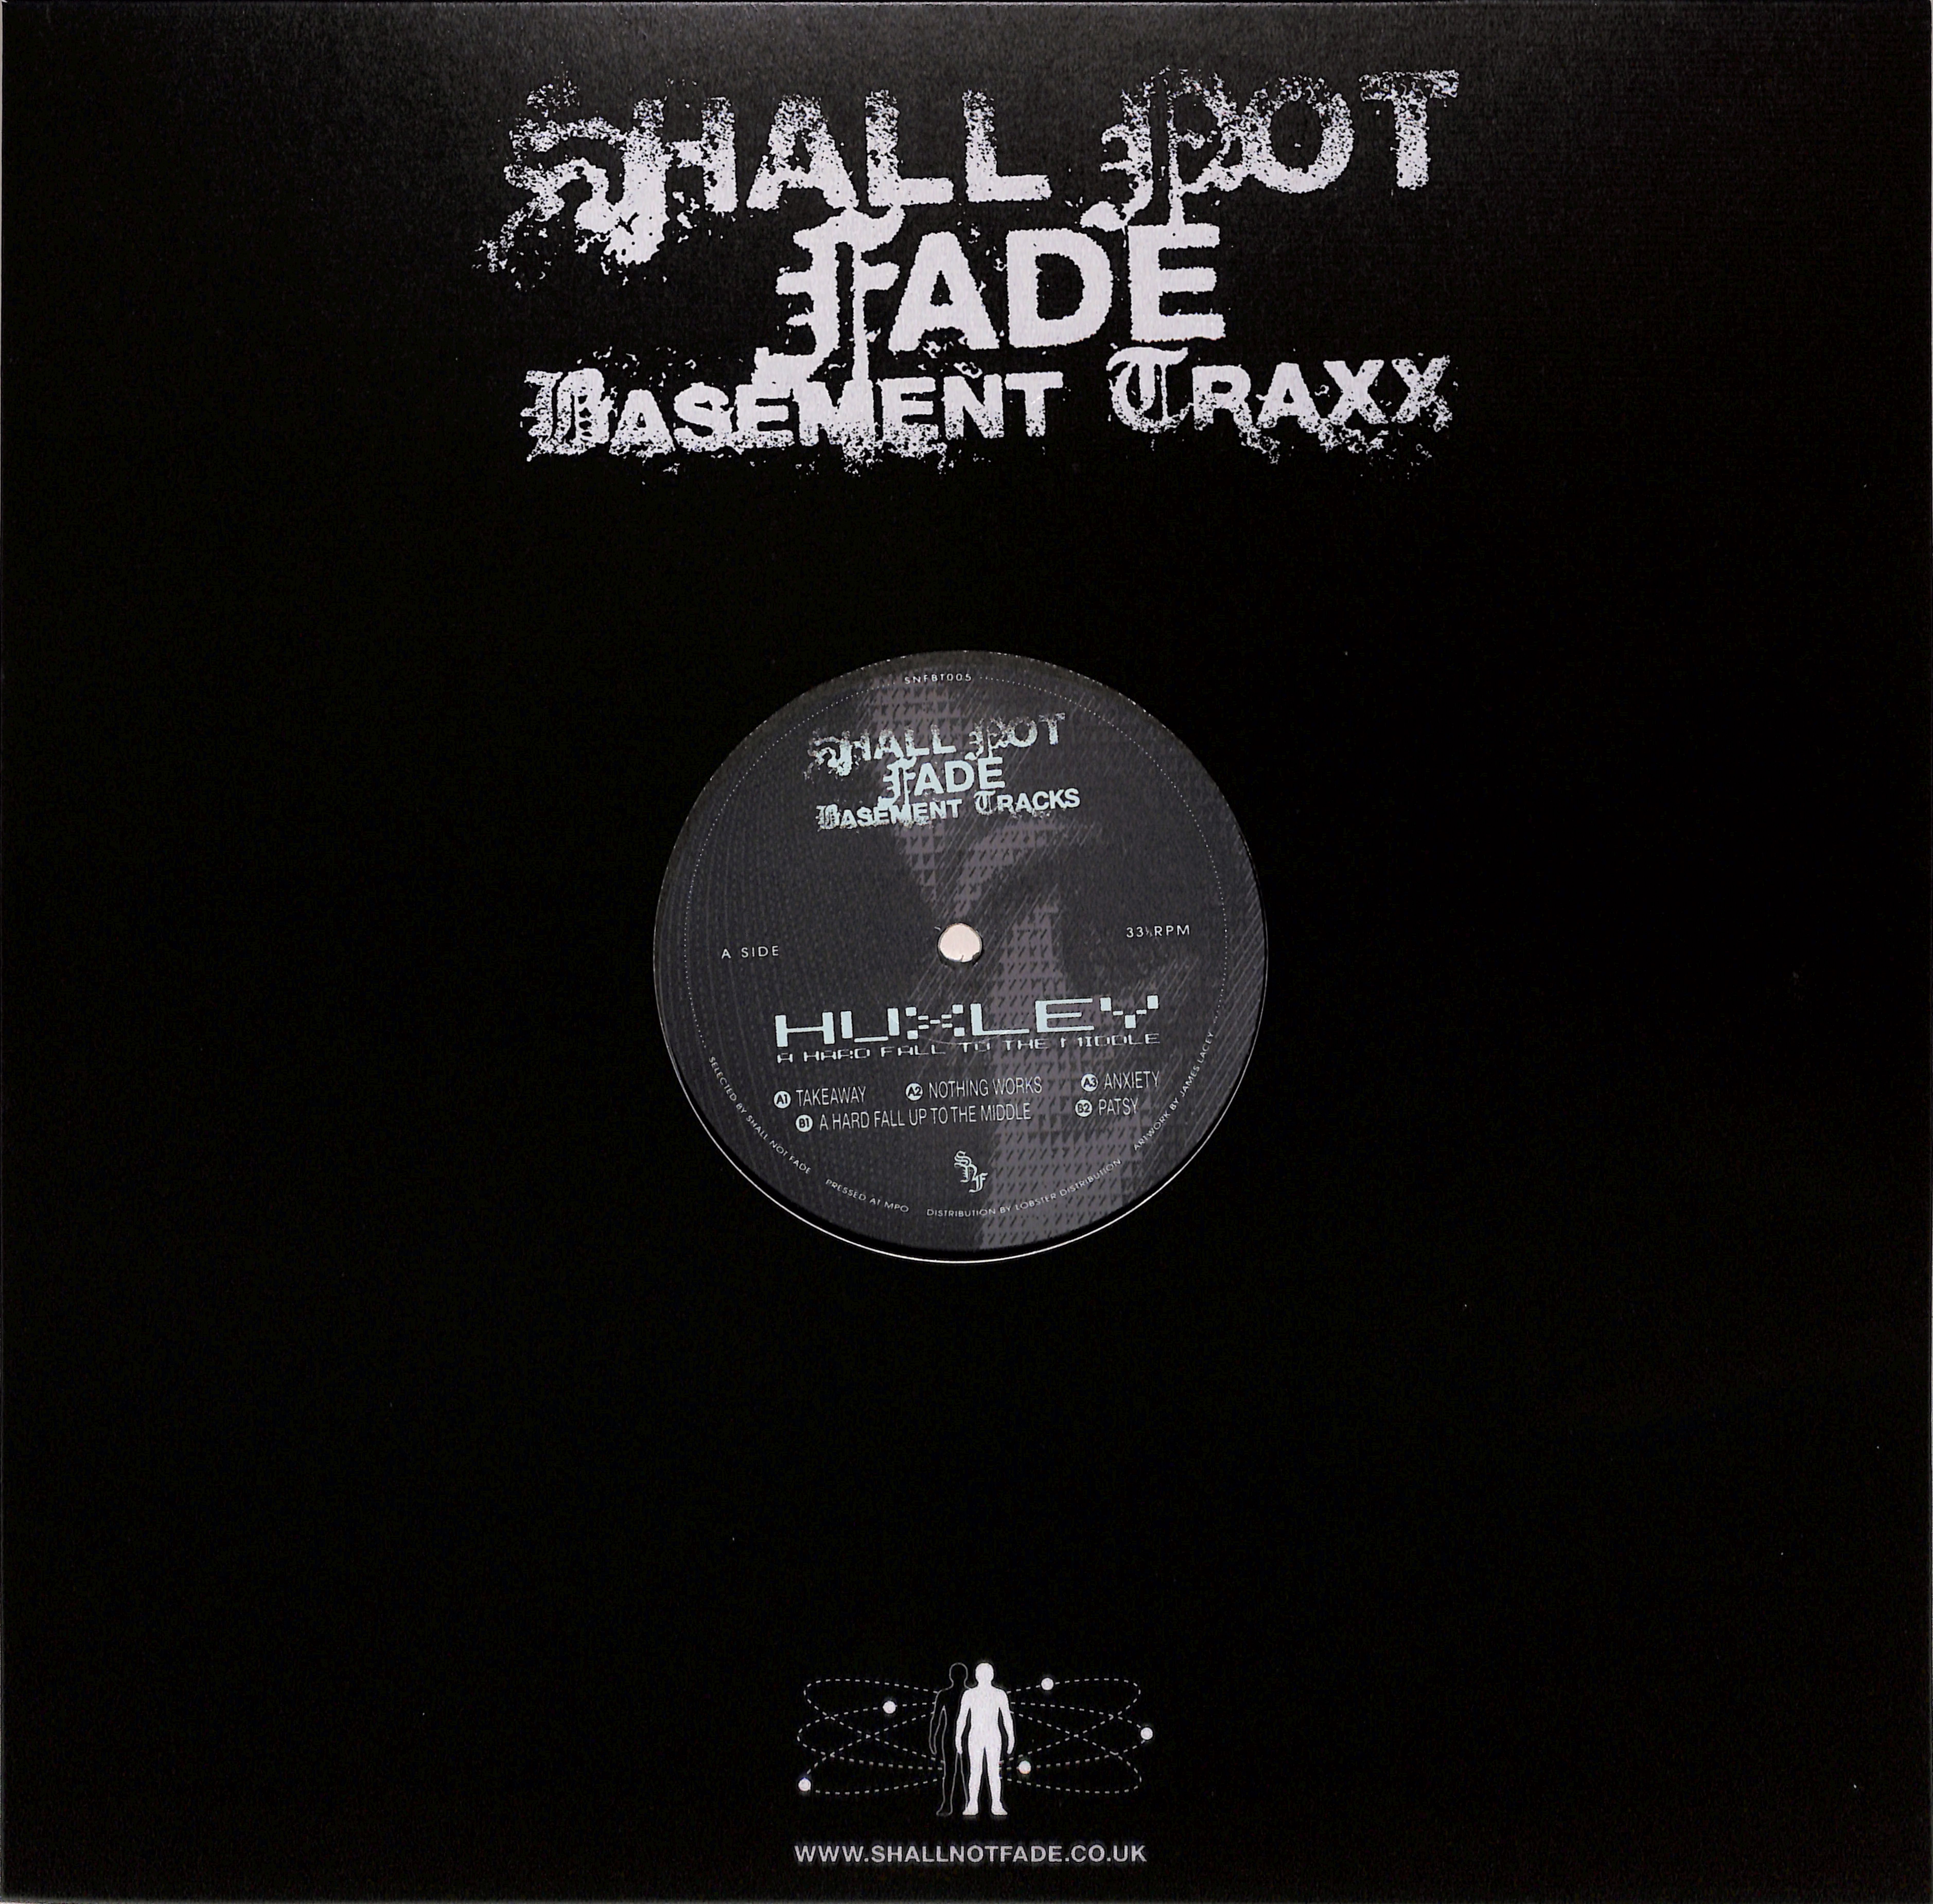 SHALL NOT
FADE
BASEMENT TRAXX
SNFBT005
SHALL NOT
FADE
BASEMENT TRACKS
A SIDE
33⅓ RPM
HUXLEY
A HARD FALL TO THE MIDDLE
A1 TAKEAWAY A2 NOTHING WORKS A3 ANXIETY
B1 A HARD FALL UP TO THE MIDDLE B2 PATSY
SNF
SELECTED BY SHALL NOT FADE PRESSED AT MPO DISTRIBUTION BY LOBSTER DISTRIBUTION ARTWORK BY JAMES LACEY
WWW.SHALLNOTFADE.CO.UK